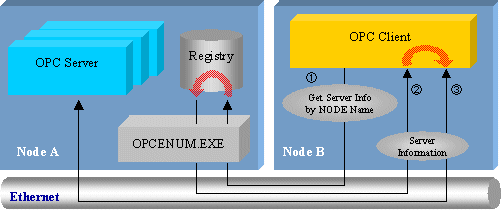 OPC Server
Registry
OPC Client
①
②
③
Get Server Info
by NODE Name
OPCENUM.EXE
Server
Information
Node A
Node B
Ethernet